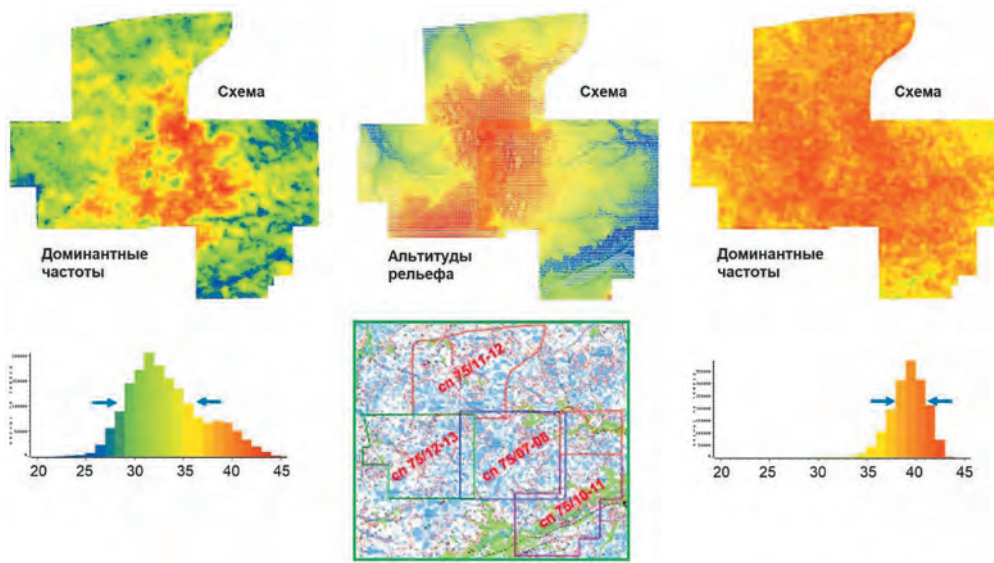 Схема
Доминантные
частоты
Схема
Альтитуды
рельефа
Схема
Доминантные
частоты
20 25 30 35 40 45
сп 75/11-12
сп 75/12-13
сп 75/07-08
сп 75/10-11
20 25 30 35 40 45